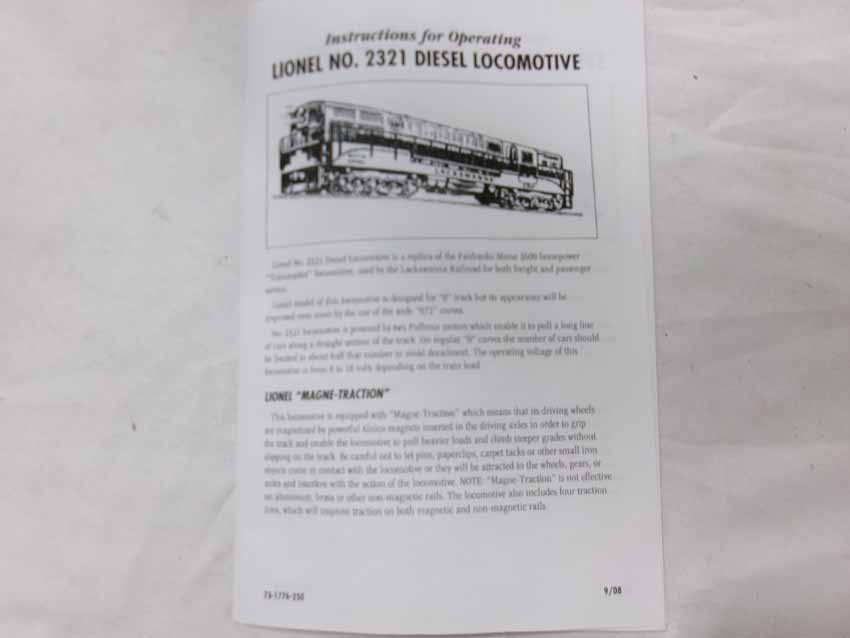 Instructions for Operating
LIONEL NO. 2321 DIESEL LOCOMOTIVE
LACKAWANNA
Lionel No. 2321 Diesel Locomotive is a replica of the Fairbanks Morse 1600 horsepower
"Trainmaster" locomotive, used by the Lackawanna Railroad for both freight and passenger
service.
Lionel model of this locomotive is designed for "O" track but its appearance will be
improved even more by the use of the wide "O72" curves.
No. 2321 locomotive is powered by two Pullmor motors which enable it to pull a long line
of cars along a straight section of the track. On regular "O" curves the number of cars should
be limited to about half that number to avoid derailment. The operating voltage of this
locomotive is from 8 to 18 volts depending on the train load.
LIONEL "MAGNE-TRACTION"
This locomotive is equipped with "Magne-Traction" which means that its driving wheels
are magnetized by powerful Alnico magnets inserted in the driving axles in order to grip
the track and enable the locomotive to pull heavier loads and climb steeper grades without
slipping on the track. Be careful not to let pins, paperclips, carpet tacks or other small iron
objects come in contact with the locomotive or they will be attracted to the wheels, gears, or
axles and interfere with the action of the locomotive. NOTE: "Magne-Traction" is not effective
on aluminum, brass or other non-magnetic rails. The locomotive also includes four traction
tires, which will improve traction on both magnetic and non-magnetic rails.
73-1776-250
9/08